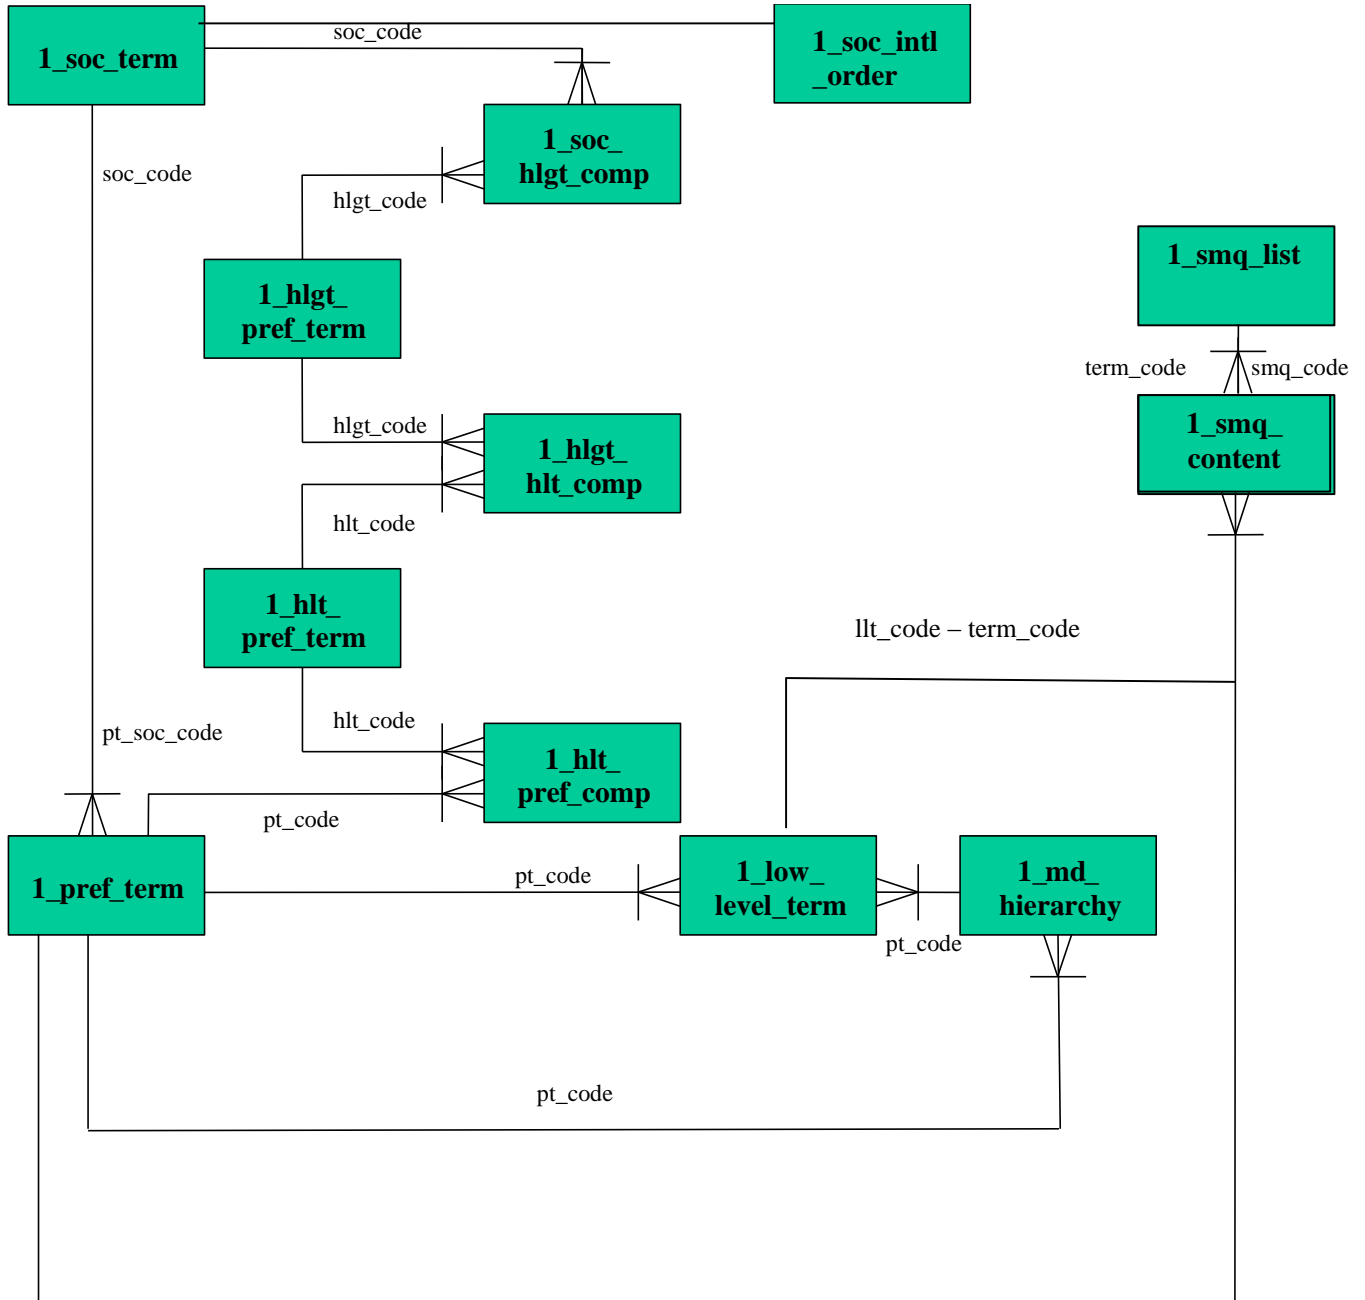 soc_code
1_soc_term
1_soc_intl
_order
1_soc_
hlgt_comp
soc_code
hlgt_code
1_smq_list
1_hlgt_
pref_term
term_code
smq_code
hlgt_code
1_hlgt_
hlt_comp
1_smq_
content
hlt_code
1_hlt_
pref_term
llt_code – term_code
hlt_code
pt_soc_code
1_hlt_
pref_comp
pt_code
1_pref_term
pt_code
1_low_
level_term
1_md_
hierarchy
pt_code
pt_code